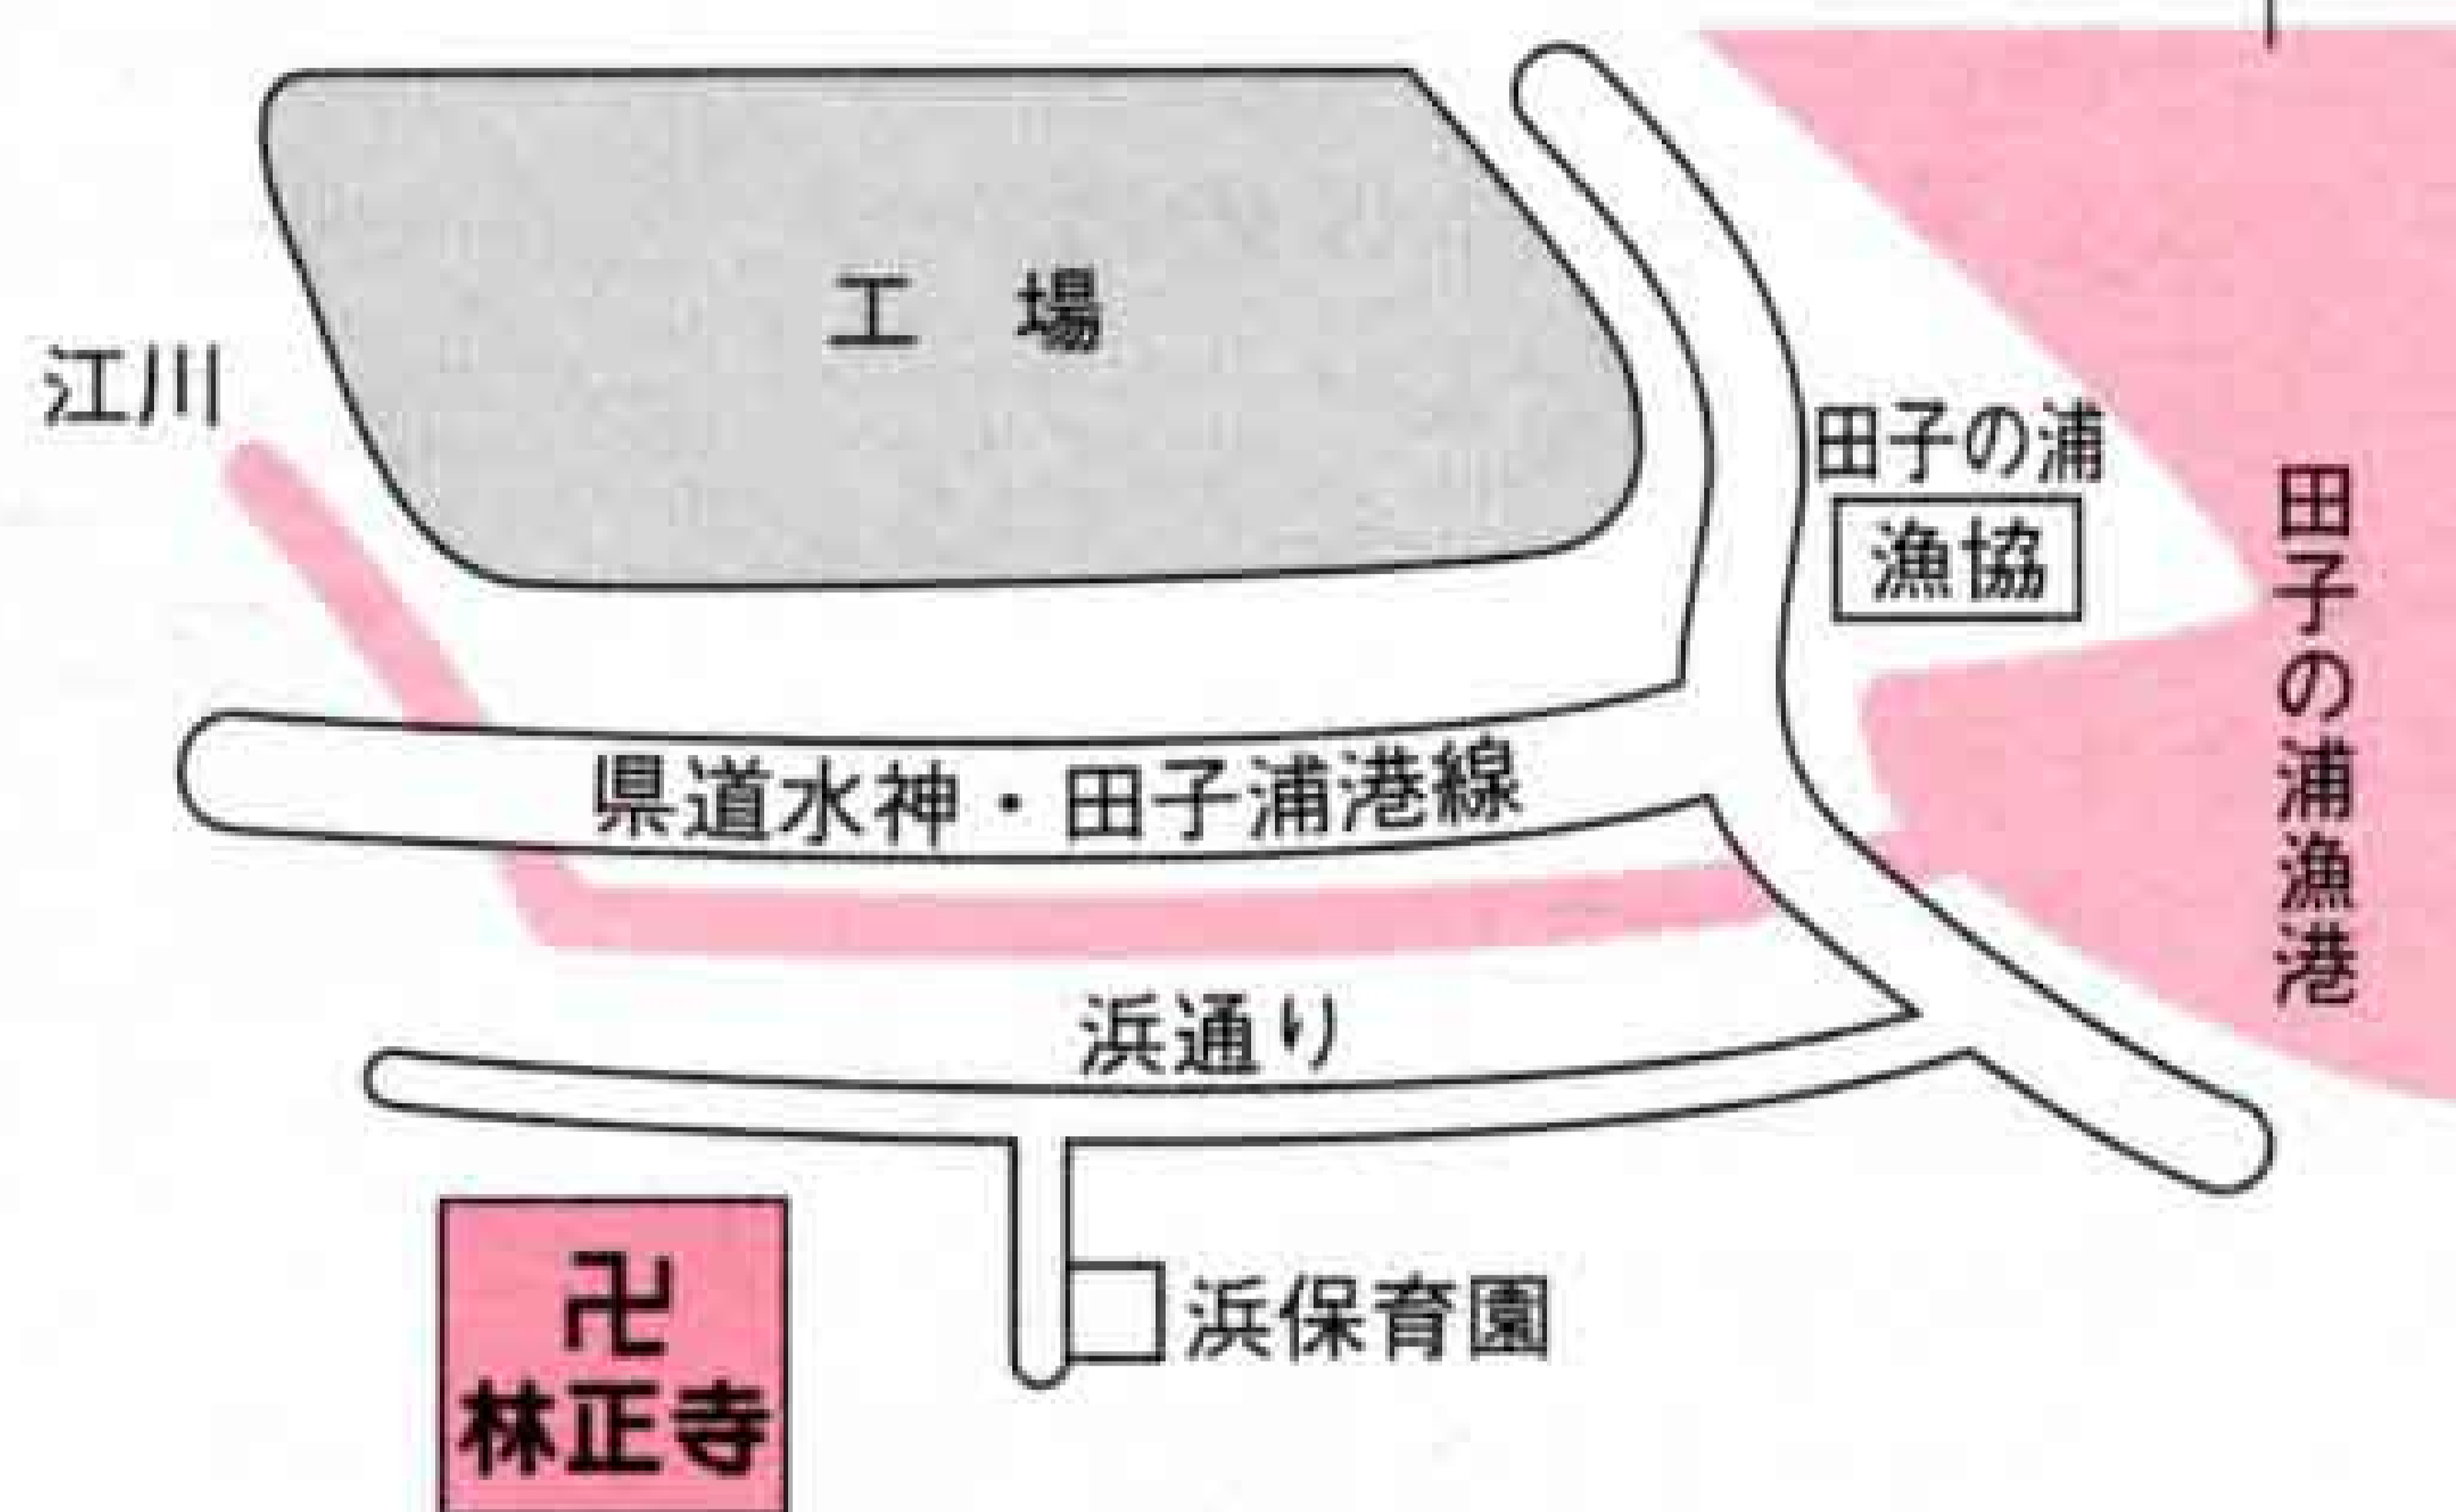 工 場
江川
田子の浦
漁協
田子の浦漁港
県道水神・田子浦港線
浜通り
浜保育園
卍
林正寺